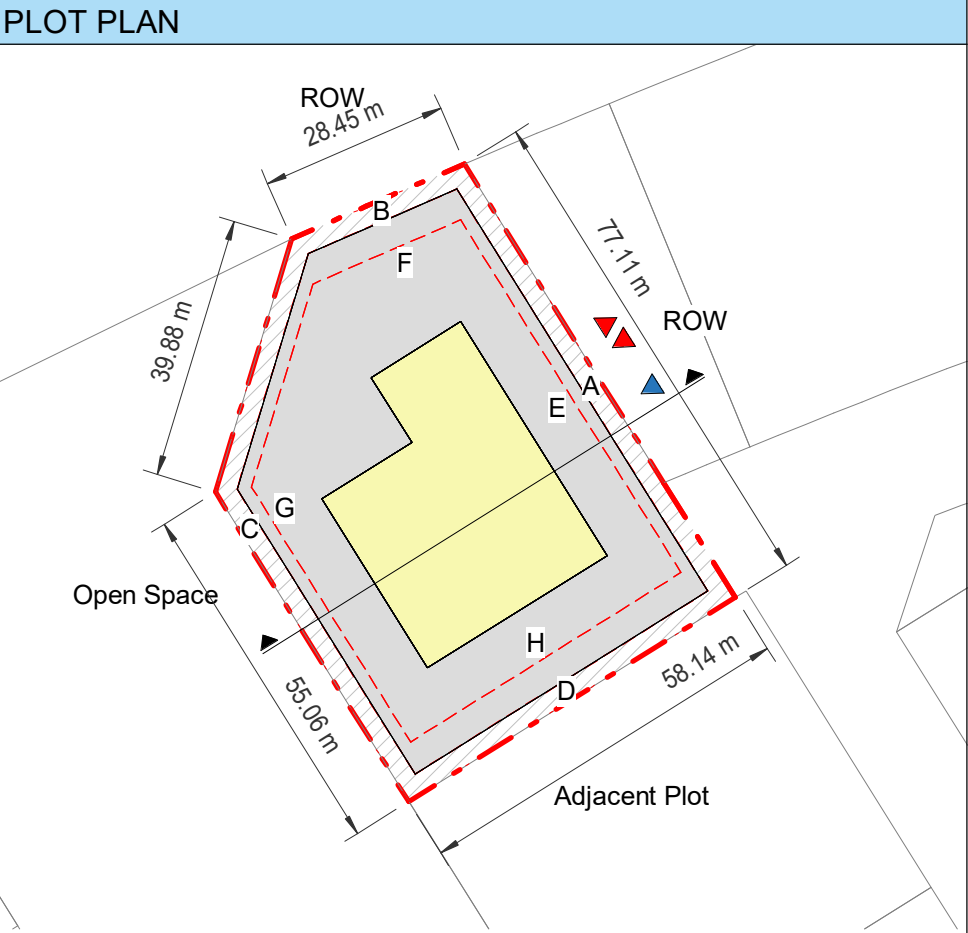 PLOT PLAN
ROW
28.45 m
B
F
77.11 m
39.88 m
ROW
A
E
G
C
Open Space
H
D
58.14 m
55.06 m
Adjacent Plot